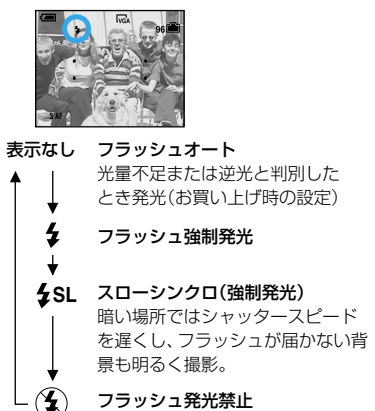 VGA
96
S AF
表示なし フラッシュオート
光量不足または逆光と判別した
とき発光(お買い上げ時の設定)
フラッシュ強制発光
SL スローシンクロ(強制発光)
暗い場所ではシャッタースピード
を遅くし、フラッシュが届かない背
景も明るく撮影。
フラッシュ発光禁止